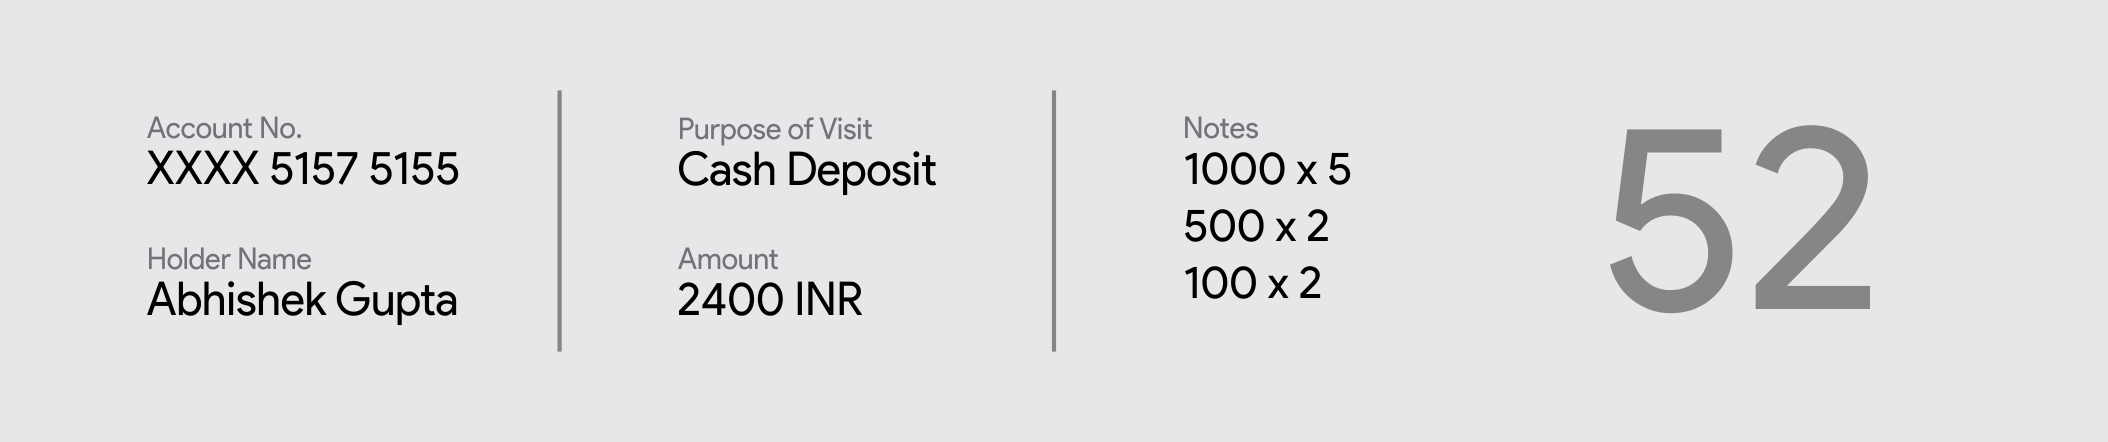 Account No.
XXXX 5157 5155
Holder Name
Abhishek Gupta
Purpose of Visit
Cash Deposit
Amount
2400 INR
Notes
1000 x 5
500 x 2
100 x 2
52